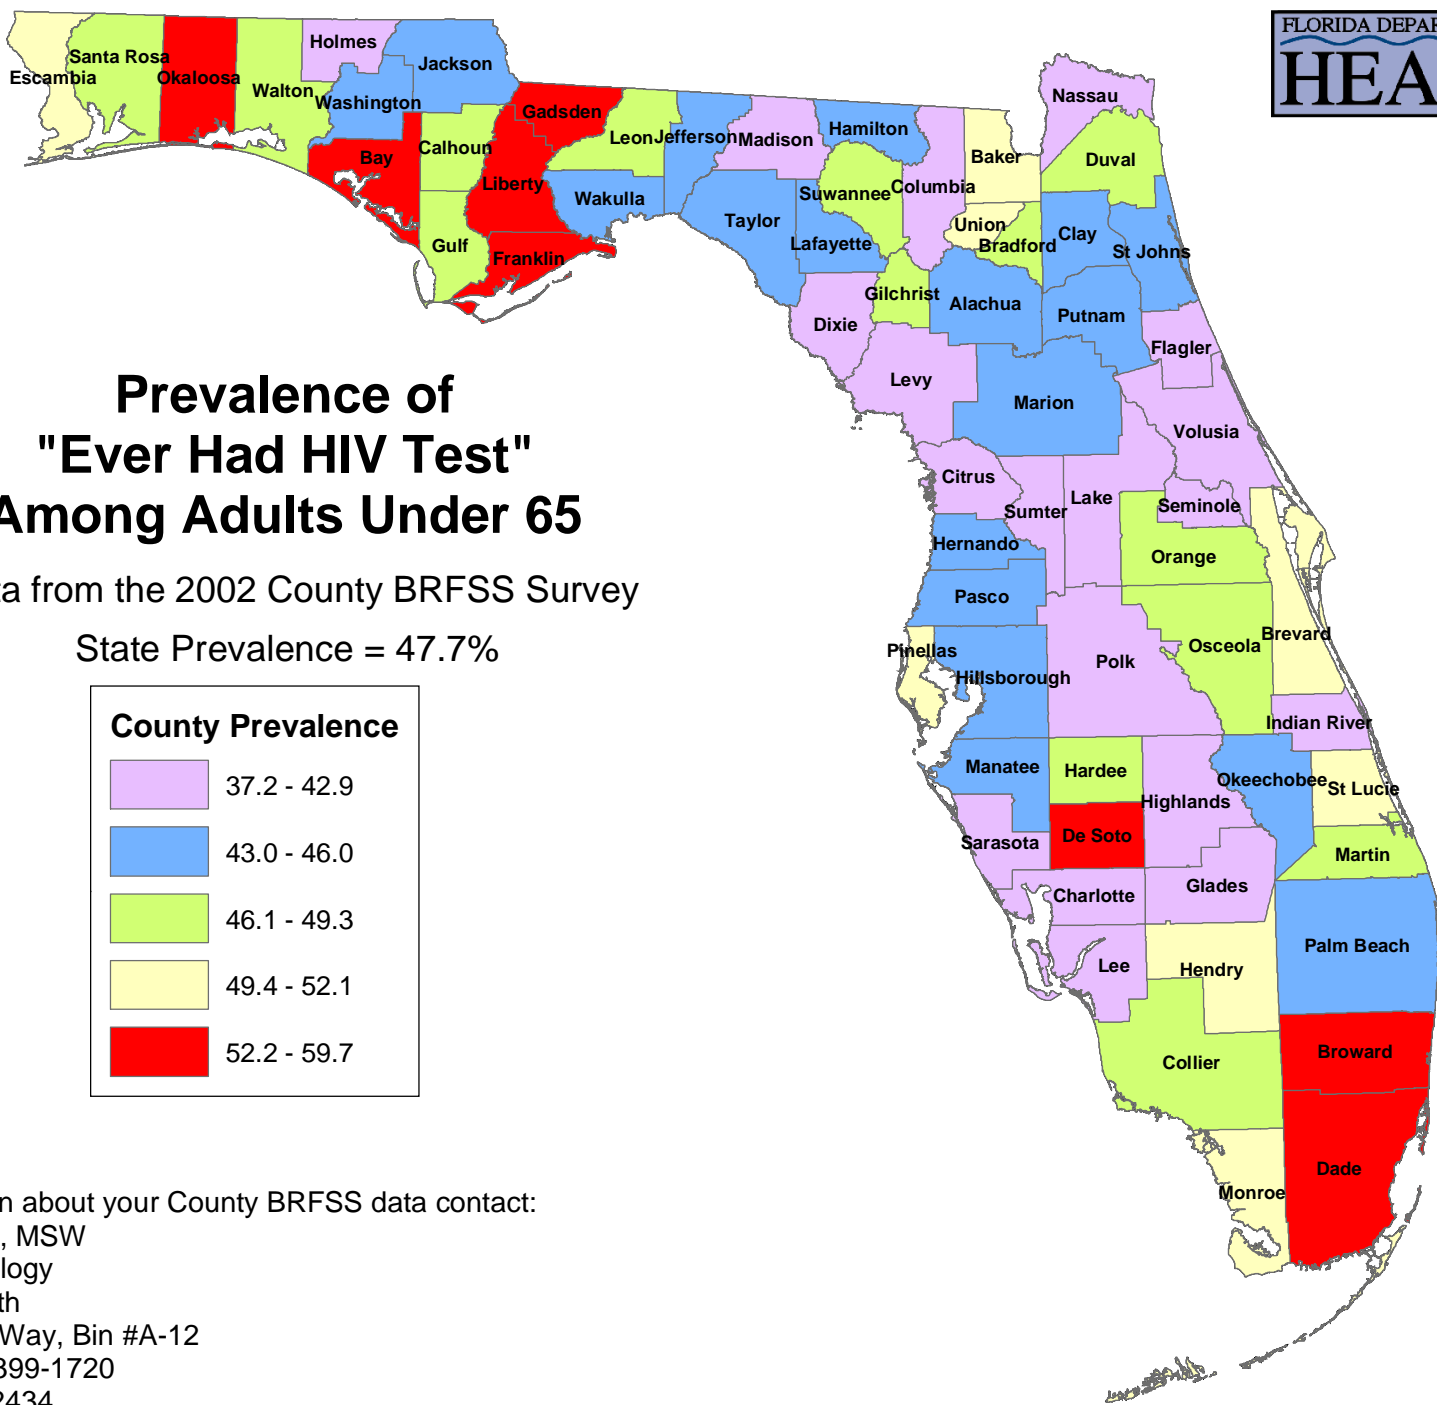 FLORIDA DEPAR
HEA
Escambia
Santa Rosa
Okaloosa
Walton
Holmes
Washington
Jackson
Bay
Calhoun
Gulf
Gadsden
Liberty
Franklin
Leon
Wakulla
Jefferson
Madison
Taylor
Hamilton
Suwannee
Lafayette
Columbia
Baker
Union
Bradford
Nassau
Duval
Clay
St Johns
Gilchrist
Dixie
Alachua
Putnam
Levy
Marion
Flagler
Volusia
Prevalence of
"Ever Had HIV Test"
Among Adults Under 65
ta from the 2002 County BRFSS Survey
State Prevalence = 47.7%
Citrus
Sumter
Lake
Seminole
Hernando
Orange
Pasco
Pinellas
Hillsborough
Polk
Osceola
Brevard
Indian River
Manatee
Hardee
Highlands
Okeechobee
St Lucie
Sarasota
De Soto
Martin
Charlotte
Glades
Lee
Hendry
Palm Beach
Collier
Broward
Monroe
Dade
County Prevalence
37.2 - 42.9
43.0 - 46.0
46.1 - 49.3
49.4 - 52.1
52.2 - 59.7
n about your County BRFSS data contact:
, MSW
logy
th
Way, Bin #A-12
399-1720
2434